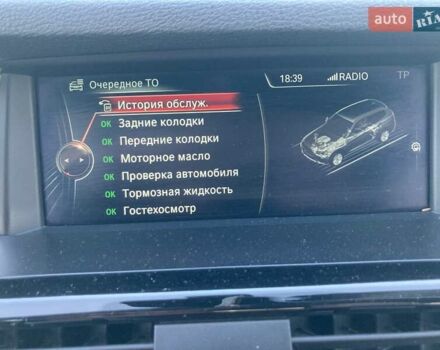 auto RIA
Очередное ТО
18:39 RADIO TP
История обслуж.
OK Задние колодки
OK Передние колодки
OK Моторное масло
OK Проверка автомобиля
OK Тормозная жидкость
OK Гостехосмотр